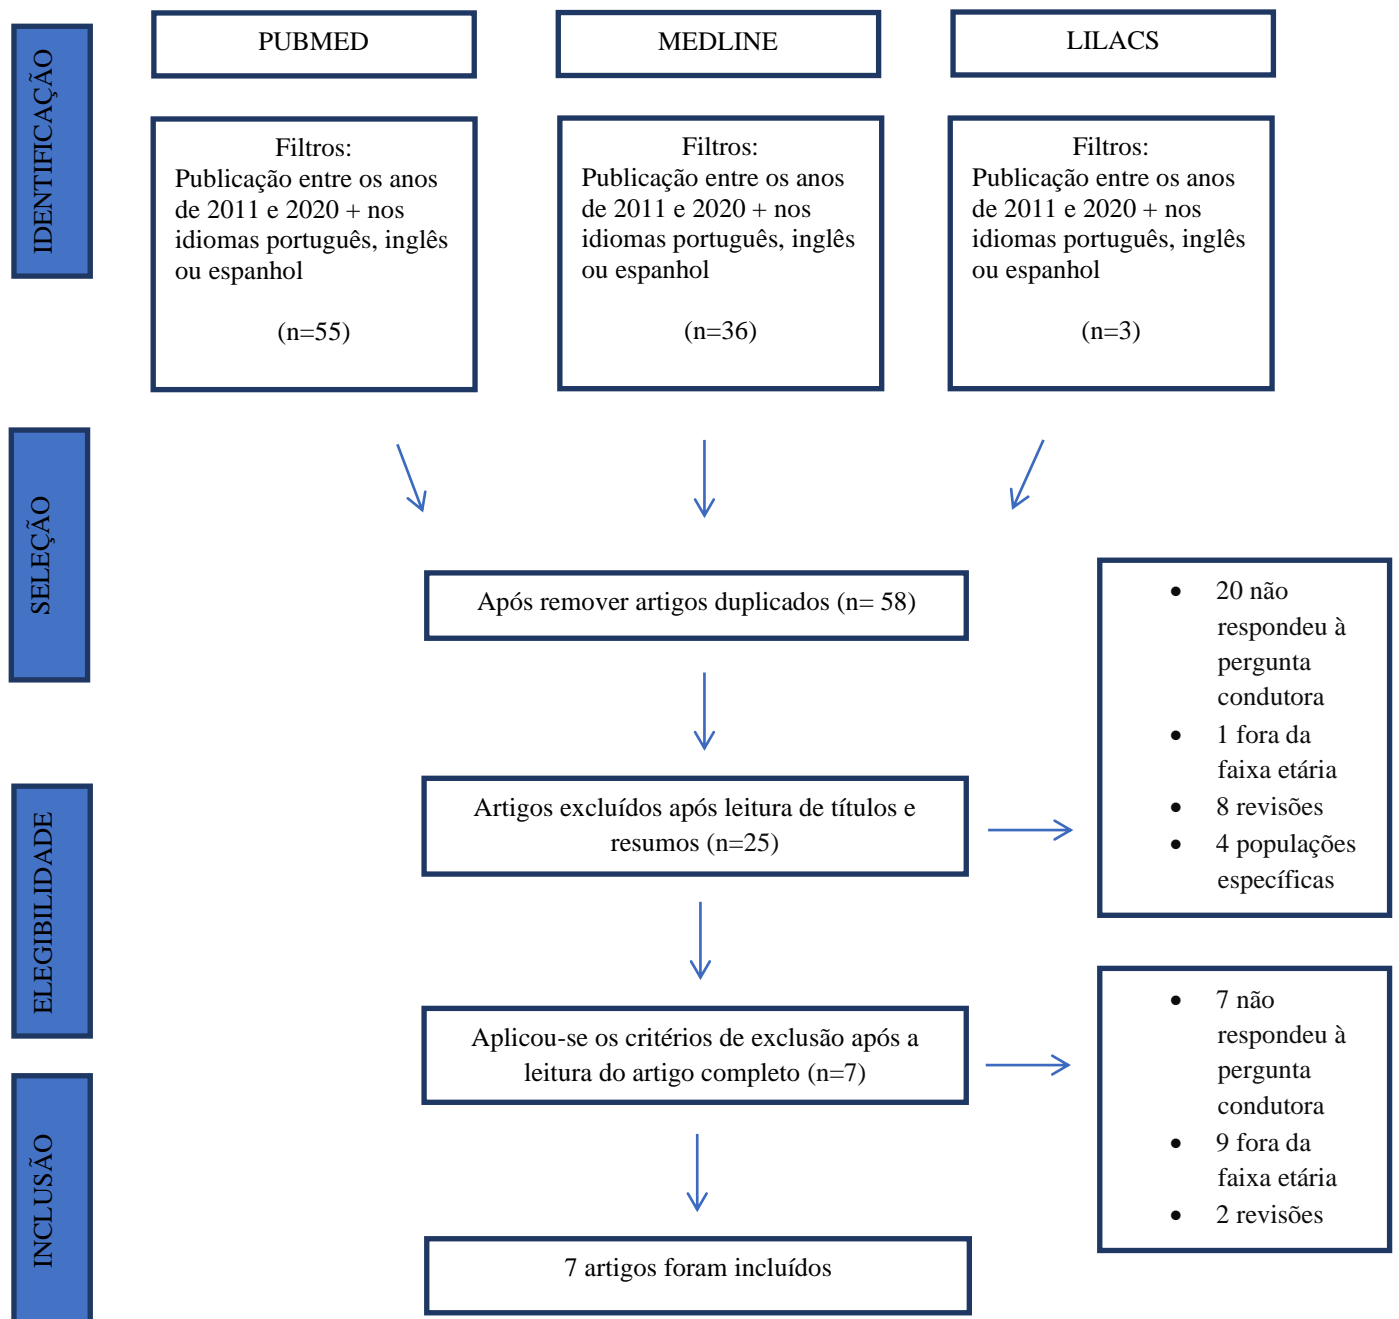 IDENTIFICAÇÃO
PUBMED
MEDLINE
LILACS
Filtros:
Publicação entre os anos
de 2011 e 2020 + nos
idiomas português, inglês
ou espanhol
(n=55)
Filtros:
Publicação entre os anos
de 2011 e 2020 + nos
idiomas português, inglês
ou espanhol
(n=36)
Filtros:
Publicação entre os anos
de 2011 e 2020 + nos
idiomas português, inglês
ou espanhol
(n=3)
SELEÇÃO
Após remover artigos duplicados (n= 58)
• 20 não
respondeu à
pergunta
condutora
• 1 fora da
faixa etária
• 8 revisões
• 4 populações
específicas
ELEGIBILIDADE
Artigos excluídos após leitura de títulos e
resumos (n=25)
Aplicou-se os critérios de exclusão após a
leitura do artigo completo (n=7)
• 7 não
respondeu à
pergunta
condutora
• 9 fora da
faixa etária
• 2 revisões
INCLUSÃO
7 artigos foram incluídos